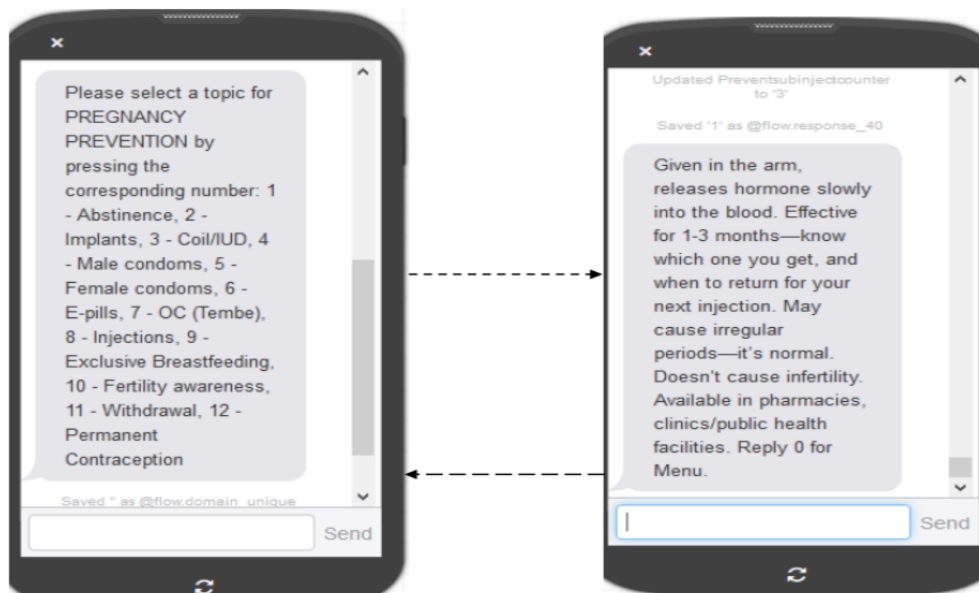 ×
Please select a topic for
PREGNANCY
PREVENTION by
pressing the
corresponding number: 1
- Abstinence, 2 -
Implants, 3 - Coil/IUD, 4
- Male condoms, 5 -
Female condoms, 6 -
E-pills, 7 - OC (Tembe),
8 - Injections, 9 -
Exclusive Breastfeeding,
10 - Fertility awareness,
11 - Withdrawal, 12 -
Permanent
Contraception
Saved '' as @flow.domain_unique
Send
×
Updated Preventsubinjectcounter
to '3'
Saved '1' as @flow.response_40
Given in the arm,
releases hormone slowly
into the blood. Effective
for 1-3 months—know
which one you get, and
when to return for your
next injection. May
cause irregular
periods—it's normal.
Doesn't cause infertility.
Available in pharmacies,
clinics/public health
facilities. Reply 0 for
Menu.
Send